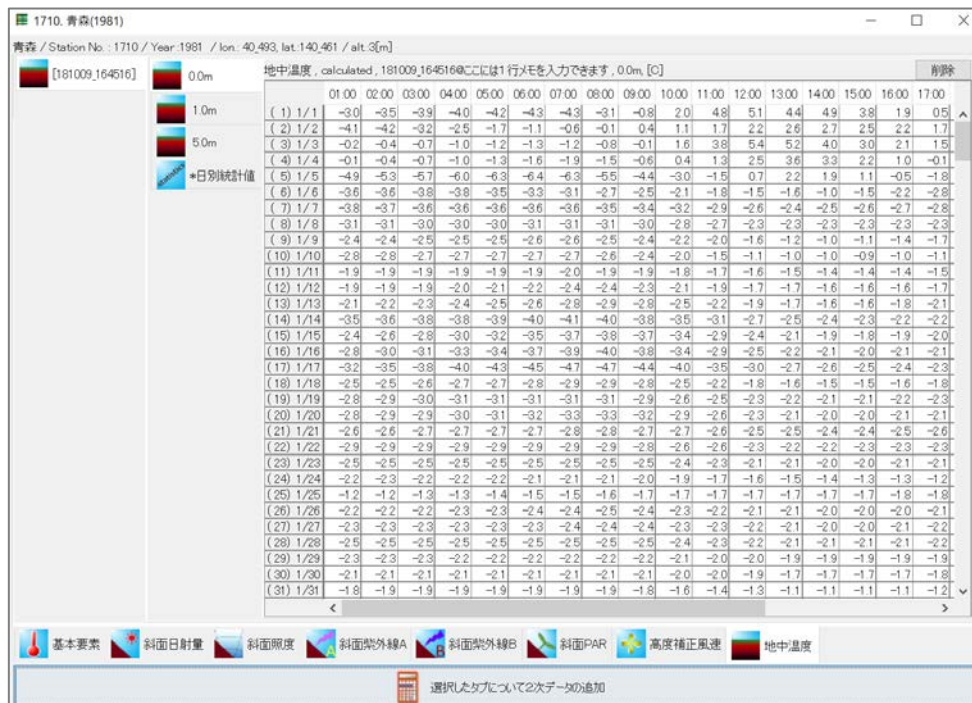 1710. 青森(1981)
青森 / Station No. : 1710 / Year :1981 / lon.: 40_493, lat.:140_461 / alt.:3[m]
[181009_164516]
0.0m
1.0m
5.0m
*日別統計値
地中温度 , calculated , 181009_164516@ここには1行メモを入力できます , 0.0m, [C]
削除
01:00 02:00 03:00 04:00 05:00 06:00 07:00 08:00 09:00 10:00 11:00 12:00 13:00 14:00 15:00 16:00 17:00
( 1) 1/1 -3.0 -3.5 -3.9 -4.0 -4.2 -4.3 -4.3 -3.1 -0.8 2.0 4.8 5.1 4.4 4.9 3.8 1.9 0.5
( 2) 1/2 -4.1 -4.2 -3.2 -2.5 -1.7 -1.1 -0.6 -0.1 0.4 1.1 1.7 2.2 2.6 2.7 2.5 2.2 1.7
( 3) 1/3 -0.2 -0.4 -0.7 -1.0 -1.2 -1.3 -1.2 -0.8 -0.1 1.6 3.8 5.4 5.2 4.0 3.0 2.1 1.5
( 4) 1/4 -0.1 -0.4 -0.7 -1.0 -1.3 -1.6 -1.9 -1.5 -0.6 0.4 1.3 2.5 3.6 3.3 2.2 1.0 -0.1
( 5) 1/5 -4.9 -5.3 -5.7 -6.0 -6.3 -6.4 -6.3 -5.5 -4.4 -3.0 -1.5 0.7 2.2 1.9 1.1 -0.5 -1.8
( 6) 1/6 -3.6 -3.6 -3.8 -3.8 -3.5 -3.3 -3.1 -2.7 -2.5 -2.1 -1.8 -1.5 -1.6 -1.0 -1.5 -2.2 -2.8
( 7) 1/7 -3.8 -3.7 -3.6 -3.6 -3.6 -3.6 -3.6 -3.5 -3.4 -3.2 -2.9 -2.6 -2.4 -2.5 -2.6 -2.7 -2.8
( 8) 1/8 -3.1 -3.1 -3.0 -3.0 -3.0 -3.1 -3.1 -3.1 -3.0 -2.8 -2.7 -2.3 -2.3 -2.3 -2.3 -2.3 -2.3
( 9) 1/9 -2.4 -2.4 -2.5 -2.5 -2.5 -2.6 -2.6 -2.5 -2.4 -2.2 -2.0 -1.6 -1.2 -1.0 -1.1 -1.4 -1.7
(10) 1/10 -2.8 -2.8 -2.7 -2.7 -2.7 -2.7 -2.7 -2.6 -2.4 -2.0 -1.5 -1.1 -1.0 -1.0 -0.9 -1.0 -1.1
(11) 1/11 -1.9 -1.9 -1.9 -1.9 -1.9 -1.9 -2.0 -1.9 -1.9 -1.8 -1.7 -1.6 -1.5 -1.4 -1.4 -1.4 -1.5
(12) 1/12 -1.9 -1.9 -1.9 -2.0 -2.1 -2.2 -2.4 -2.4 -2.3 -2.1 -1.9 -1.7 -1.7 -1.6 -1.6 -1.6 -1.7
(13) 1/13 -2.1 -2.2 -2.3 -2.4 -2.5 -2.6 -2.8 -2.9 -2.8 -2.5 -2.2 -1.9 -1.7 -1.6 -1.6 -1.8 -2.1
(14) 1/14 -3.5 -3.6 -3.8 -3.8 -3.9 -4.0 -4.1 -4.0 -3.8 -3.5 -3.1 -2.7 -2.5 -2.4 -2.3 -2.2 -2.2
(15) 1/15 -2.4 -2.6 -2.8 -3.0 -3.2 -3.5 -3.7 -3.8 -3.7 -3.4 -2.9 -2.4 -2.1 -1.9 -1.8 -1.9 -2.0
(16) 1/16 -2.8 -3.0 -3.1 -3.3 -3.4 -3.7 -3.9 -4.0 -3.8 -3.4 -2.9 -2.5 -2.2 -2.1 -2.0 -2.1 -2.1
(17) 1/17 -3.2 -3.5 -3.8 -4.0 -4.3 -4.5 -4.7 -4.7 -4.4 -4.0 -3.5 -3.0 -2.7 -2.6 -2.5 -2.4 -2.3
(18) 1/18 -2.5 -2.5 -2.6 -2.7 -2.7 -2.8 -2.9 -2.9 -2.8 -2.5 -2.2 -1.8 -1.6 -1.5 -1.5 -1.6 -1.8
(19) 1/19 -2.8 -2.9 -3.0 -3.1 -3.1 -3.1 -3.1 -3.1 -2.9 -2.6 -2.5 -2.3 -2.2 -2.1 -2.1 -2.2 -2.3
(20) 1/20 -2.8 -2.9 -2.9 -3.0 -3.1 -3.2 -3.3 -3.3 -3.2 -2.9 -2.6 -2.3 -2.1 -2.0 -2.0 -2.1 -2.1
(21) 1/21 -2.6 -2.6 -2.7 -2.7 -2.7 -2.7 -2.8 -2.8 -2.7 -2.7 -2.6 -2.5 -2.5 -2.4 -2.4 -2.5 -2.6
(22) 1/22 -2.9 -2.9 -2.9 -2.9 -2.9 -2.9 -2.9 -2.9 -2.8 -2.6 -2.6 -2.3 -2.2 -2.2 -2.3 -2.3 -2.3
(23) 1/23 -2.5 -2.5 -2.5 -2.5 -2.5 -2.5 -2.5 -2.5 -2.5 -2.4 -2.3 -2.1 -2.1 -2.0 -2.0 -2.1 -2.1
(24) 1/24 -2.2 -2.3 -2.2 -2.2 -2.2 -2.1 -2.1 -2.1 -2.0 -1.9 -1.7 -1.6 -1.5 -1.4 -1.3 -1.3 -1.2
(25) 1/25 -1.2 -1.2 -1.3 -1.3 -1.4 -1.5 -1.5 -1.6 -1.7 -1.7 -1.7 -1.7 -1.7 -1.7 -1.7 -1.8 -1.8
(26) 1/26 -2.2 -2.2 -2.2 -2.3 -2.3 -2.4 -2.4 -2.5 -2.4 -2.3 -2.2 -2.1 -2.1 -2.0 -2.0 -2.0 -2.1
(27) 1/27 -2.3 -2.3 -2.3 -2.3 -2.3 -2.3 -2.4 -2.4 -2.4 -2.3 -2.3 -2.2 -2.1 -2.0 -2.0 -2.1 -2.2
(28) 1/28 -2.5 -2.5 -2.5 -2.5 -2.5 -2.5 -2.5 -2.5 -2.5 -2.4 -2.3 -2.2 -2.1 -2.1 -2.1 -2.1 -2.2
(29) 1/29 -2.3 -2.3 -2.3 -2.2 -2.2 -2.2 -2.2 -2.2 -2.2 -2.1 -2.0 -2.0 -1.9 -1.9 -1.9 -1.9 -1.9
(30) 1/30 -2.1 -2.1 -2.1 -2.1 -2.1 -2.1 -2.1 -2.1 -2.1 -2.0 -2.0 -1.9 -1.7 -1.7 -1.7 -1.7 -1.8
(31) 1/31 -1.8 -1.9 -1.9 -1.9 -1.9 -1.9 -1.9 -1.9 -1.8 -1.6 -1.4 -1.3 -1.1 -1.1 -1.1 -1.1 -1.2
基本要素 斜面日射量 斜面照度 斜面紫外線A 斜面紫外線B 斜面PAR 高度補正風速 地中温度
選択したタブについて2次データの追加